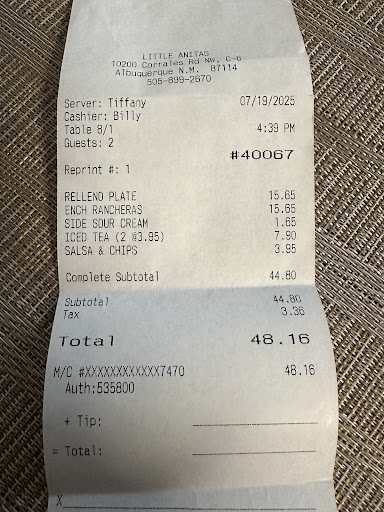 LITTLE ANITAS
10200 Corrales Rd NW, C-6
Albuquerque N.M. 87114
505-899-2670
Server: Tiffany 07/19/2025
Cashier: Billy
Table 8/1 4:39 PM
Guests: 2
#40067
Reprint #: 1
RELLENO PLATE 15.65
ENCH RANCHERAS 15.65
SIDE SOUR CREAM 1.65
ICED TEA (2 @3.95) 7.90
SALSA & CHIPS 3.95
Complete Subtotal 44.80
Subtotal 44.80
Tax 3.36
Total 48.16
M/C #XXXXXXXXXXXX7470 48.16
Auth:535800
+ Tip:
= Total:
X